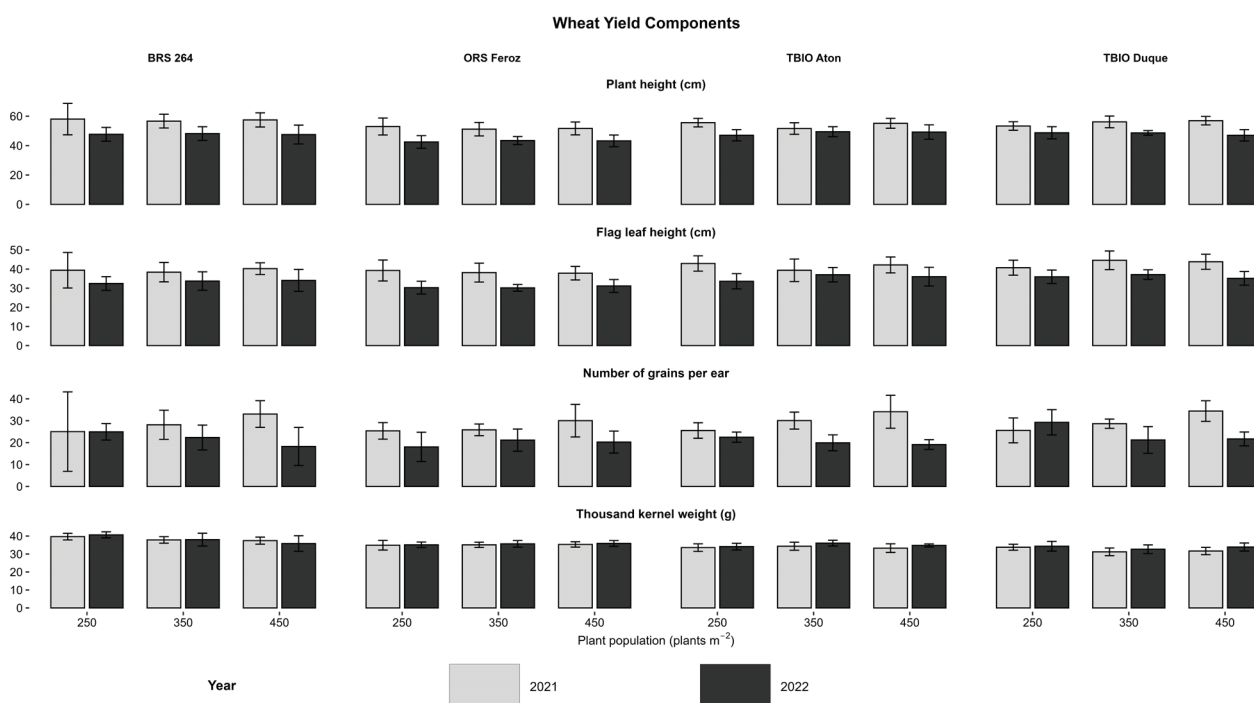 Wheat Yield Components
BRS 264 ORS Feroz TBIO Aton TBIO Duque
Plant height (cm)
60
40
20
0
Flag leaf height (cm)
50
40
30
20
10
0
Number of grains per ear
40
30
20
10
0
Thousand kernel weight (g)
40
30
20
10
0
250 350 450 250 350 450 250 350 450 250 350 450
Plant population (plants m⁻²)
Year 2021 2022